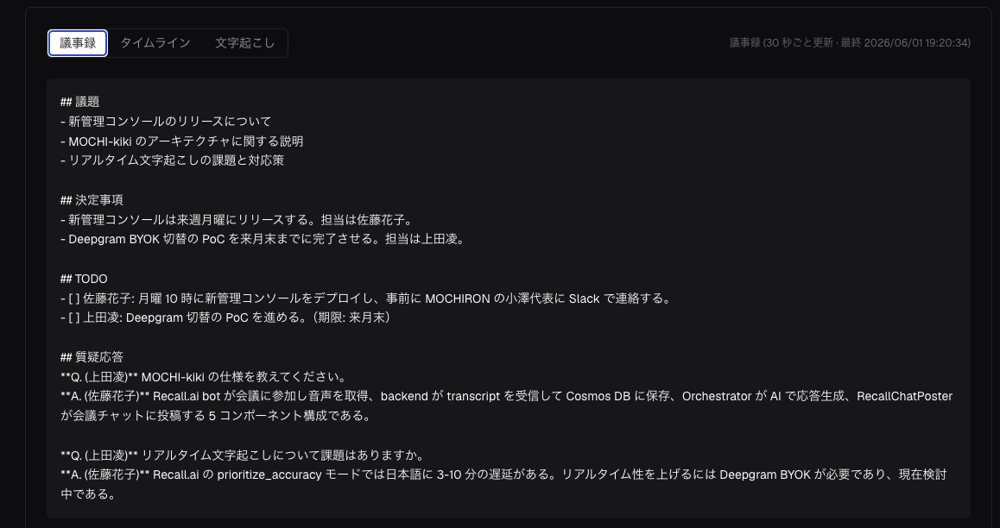 議事録 タイムライン 文字起こし
議事録 (30 秒ごと更新 · 最終 2026/06/01 19:20:34)
## 議題
- 新管理コンソールのリリースについて
- MOCHI-kiki のアーキテクチャに関する説明
- リアルタイム文字起こしの課題と対応策
## 決定事項
- 新管理コンソールは来週月曜にリリースする。担当は佐藤花子。
- Deepgram BYOK 切替の PoC を来月末までに完了させる。担当は上田凌。
## TODO
- [ ] 佐藤花子: 月曜 10 時に新管理コンソールをデプロイし、事前に MOCHIRON の小澤代表に Slack で連絡する。
- [ ] 上田凌: Deepgram 切替の PoC を進める。（期限: 来月末）
## 質疑応答
**Q. (上田凌)** MOCHI-kiki の仕様を教えてください。
**A. (佐藤花子)** Recall.ai bot が会議に参加し音声を取得、backend が transcript を受信して Cosmos DB に保存、Orchestrator が AI で応答生成、RecallChatPoster
が会議チャットに投稿する 5 コンポーネント構成である。
**Q. (上田凌)** リアルタイム文字起こしについて課題はありますか。
**A. (佐藤花子)** Recall.ai の prioritize_accuracy モードでは日本語に 3-10 分の遅延がある。リアルタイム性を上げるには Deepgram BYOK が必要であり、現在検討
中である。